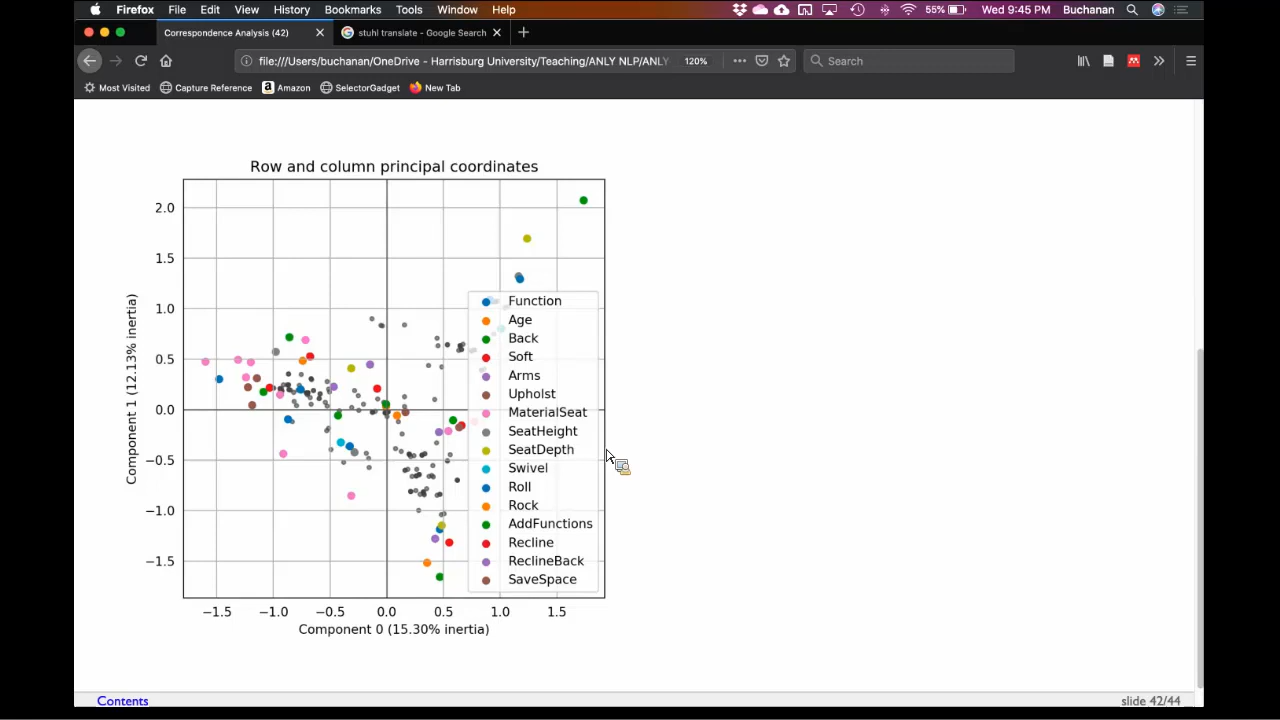 Firefox File Edit View History Bookmarks Tools Window Help 55% Wed 9:45 PM Buchanan
Correspondence Analysis (42) stuhl translate - Google Search
file:///Users/buchanan/OneDrive - Harrisburg University/Teaching/ANLY NLP/ANLY 120% Search
Most Visited Capture Reference Amazon SelectorGadget New Tab
Row and column principal coordinates
2.0
1.5
1.0
0.5
0.0
−0.5
−1.0
−1.5
Component 1 (12.13% inertia)
Function
Age
Back
Soft
Arms
Upholst
MaterialSeat
SeatHeight
SeatDepth
Swivel
Roll
Rock
AddFunctions
Recline
ReclineBack
SaveSpace
−1.5 −1.0 −0.5 0.0 0.5 1.0 1.5
Component 0 (15.30% inertia)
Contents slide 42/44